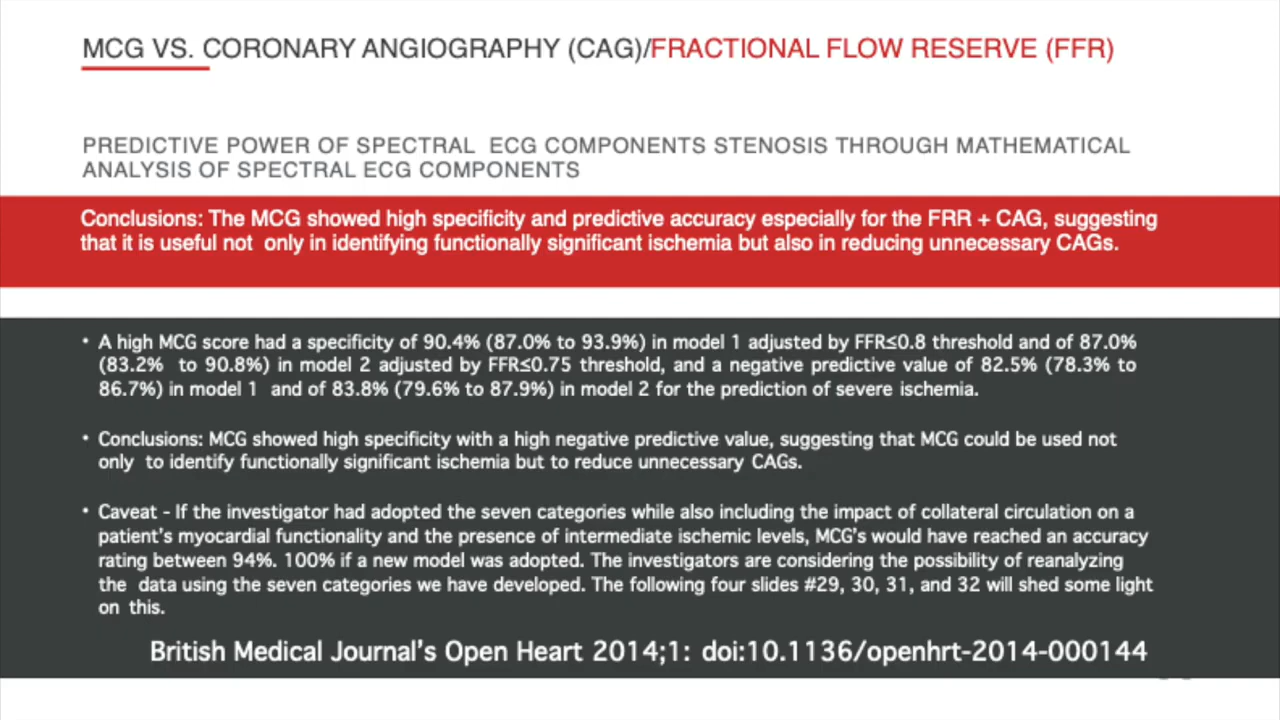 MCG VS. CORONARY ANGIOGRAPHY (CAG)/FRACTIONAL FLOW RESERVE (FFR)
PREDICTIVE POWER OF SPECTRAL ECG COMPONENTS STENOSIS THROUGH MATHEMATICAL
ANALYSIS OF SPECTRAL ECG COMPONENTS
Conclusions: The MCG showed high specificity and predictive accuracy especially for the FRR + CAG, suggesting
that it is useful not only in identifying functionally significant ischemia but also in reducing unnecessary CAGs.
• A high MCG score had a specificity of 90.4% (87.0% to 93.9%) in model 1 adjusted by FFR≤0.8 threshold and of 87.0%
(83.2% to 90.8%) in model 2 adjusted by FFR≤0.75 threshold, and a negative predictive value of 82.5% (78.3% to
86.7%) in model 1 and of 83.8% (79.6% to 87.9%) in model 2 for the prediction of severe ischemia.
• Conclusions: MCG showed high specificity with a high negative predictive value, suggesting that MCG could be used not
only to identify functionally significant ischemia but to reduce unnecessary CAGs.
• Caveat - If the investigator had adopted the seven categories while also including the impact of collateral circulation on a
patient's myocardial functionality and the presence of intermediate ischemic levels, MCG's would have reached an accuracy
rating between 94%. 100% if a new model was adopted. The investigators are considering the possibility of reanalyzing
the data using the seven categories we have developed. The following four slides #29, 30, 31, and 32 will shed some light
on this.
British Medical Journal's Open Heart 2014;1: doi:10.1136/openhrt-2014-000144